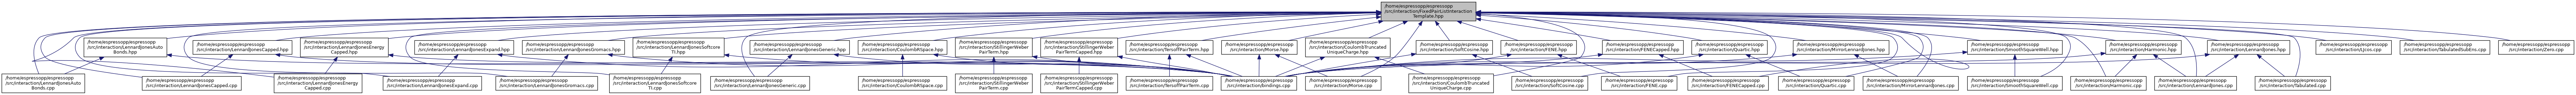 /home/espressopp/espressopp
/src/interaction/FixedPairListInteraction
Template.hpp
/home/espressopp/espressopp
/src/interaction/LennardJonesAuto
Bonds.hpp
/home/espressopp/espressopp
/src/interaction/LennardJonesCapped.hpp
/home/espressopp/espressopp
/src/interaction/LennardJonesEnergy
Capped.hpp
/home/espressopp/espressopp
/src/interaction/LennardJonesExpand.hpp
/home/espressopp/espressopp
/src/interaction/LennardJonesGromacs.hpp
/home/espressopp/espressopp
/src/interaction/LennardJonesSoftcore
TI.hpp
/home/espressopp/espressopp
/src/interaction/LennardJonesGeneric.hpp
/home/espressopp/espressopp
/src/interaction/CoulombRSpace.hpp
/home/espressopp/espressopp
/src/interaction/StillingerWeber
PairTerm.hpp
/home/espressopp/espressopp
/src/interaction/StillingerWeber
PairTermCapped.hpp
/home/espressopp/espressopp
/src/interaction/TersoffPairTerm.hpp
/home/espressopp/espressopp
/src/interaction/Morse.hpp
/home/espressopp/espressopp
/src/interaction/CoulombTruncated
UniqueCharge.hpp
/home/espressopp/espressopp
/src/interaction/SoftCosine.hpp
/home/espressopp/espressopp
/src/interaction/FENE.hpp
/home/espressopp/espressopp
/src/interaction/FENECapped.hpp
/home/espressopp/espressopp
/src/interaction/Quartic.hpp
/home/espressopp/espressopp
/src/interaction/MirrorLennardJones.hpp
/home/espressopp/espressopp
/src/interaction/SmoothSquareWell.hpp
/home/espressopp/espressopp
/src/interaction/Harmonic.hpp
/home/espressopp/espressopp
/src/interaction/LennardJones.hpp
/home/espressopp/espressopp
/src/interaction/LJcos.cpp
/home/espressopp/espressopp
/src/interaction/TabulatedSubEns.cpp
/home/espressopp/espressopp
/src/interaction/Zero.cpp
/home/espressopp/espressopp
/src/interaction/LennardJonesAuto
Bonds.cpp
/home/espressopp/espressopp
/src/interaction/LennardJonesCapped.cpp
/home/espressopp/espressopp
/src/interaction/LennardJonesEnergy
Capped.cpp
/home/espressopp/espressopp
/src/interaction/LennardJonesExpand.cpp
/home/espressopp/espressopp
/src/interaction/LennardJonesGromacs.cpp
/home/espressopp/espressopp
/src/interaction/LennardJonesSoftcore
TI.cpp
/home/espressopp/espressopp
/src/interaction/LennardJonesGeneric.cpp
/home/espressopp/espressopp
/src/interaction/CoulombRSpace.cpp
/home/espressopp/espressopp
/src/interaction/StillingerWeber
PairTerm.cpp
/home/espressopp/espressopp
/src/interaction/StillingerWeber
PairTermCapped.cpp
/home/espressopp/espressopp
/src/interaction/TersoffPairTerm.cpp
/home/espressopp/espressopp
/src/interaction/bindings.cpp
/home/espressopp/espressopp
/src/interaction/Morse.cpp
/home/espressopp/espressopp
/src/interaction/CoulombTruncated
UniqueCharge.cpp
/home/espressopp/espressopp
/src/interaction/SoftCosine.cpp
/home/espressopp/espressopp
/src/interaction/FENE.cpp
/home/espressopp/espressopp
/src/interaction/FENECapped.cpp
/home/espressopp/espressopp
/src/interaction/Quartic.cpp
/home/espressopp/espressopp
/src/interaction/MirrorLennardJones.cpp
/home/espressopp/espressopp
/src/interaction/SmoothSquareWell.cpp
/home/espressopp/espressopp
/src/interaction/Harmonic.cpp
/home/espressopp/espressopp
/src/interaction/LennardJones.cpp
/home/espressopp/espressopp
/src/interaction/Tabulated.cpp